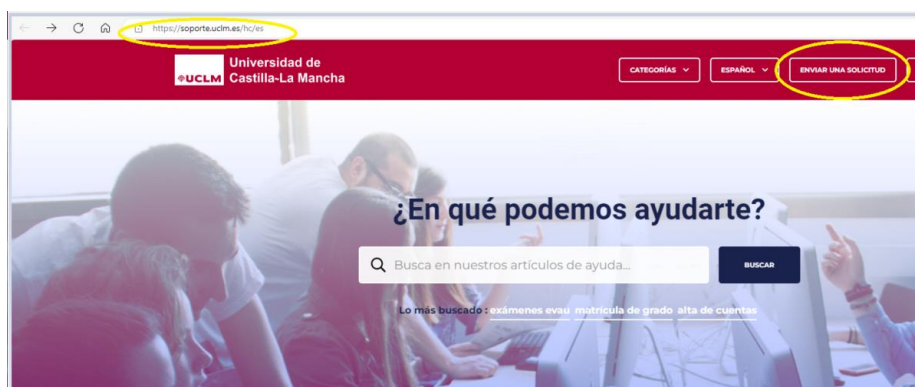 https://soporte.uclm.es/hc/es
Universidad de
Castilla-La Mancha
UCLM
CATEGORÍAS
ESPAÑOL
ENVIAR UNA SOLICITUD
¿En qué podemos ayudarte?
Busca en nuestros artículos de ayuda...
BUSCAR
Lo más buscado : exámenes evau matrícula de grado alta de cuentas